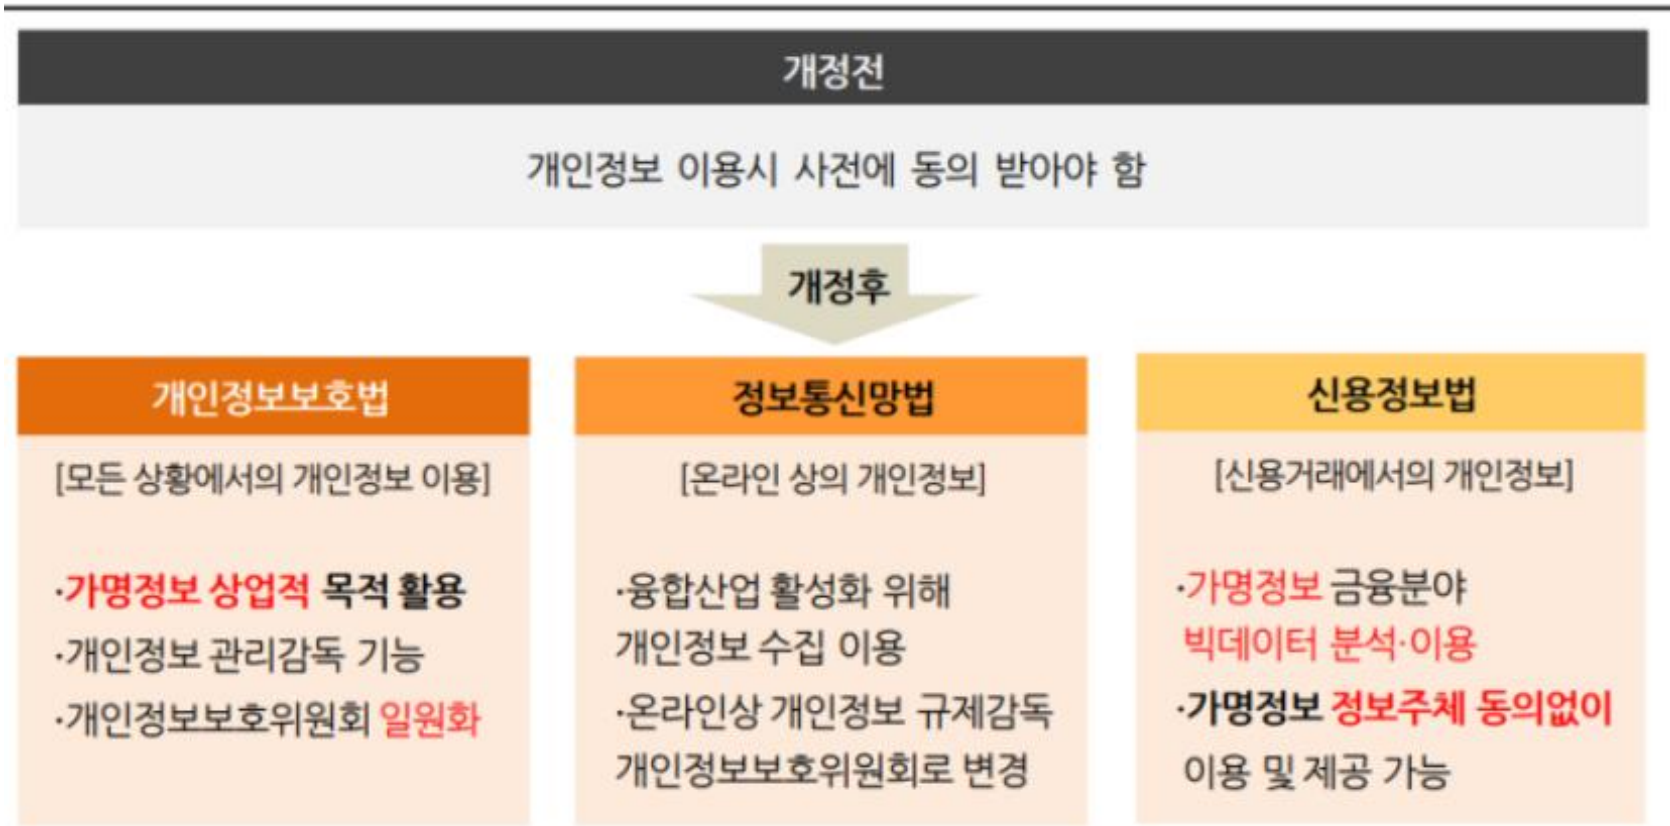 개정전
개인정보 이용시 사전에 동의 받아야 함
개정후
개인정보보호법
[모든 상황에서의 개인정보 이용]
·가명정보 상업적 목적 활용
·개인정보 관리감독 기능
·개인정보보호위원회 일원화
정보통신망법
[온라인 상의 개인정보]
·융합산업 활성화 위해
개인정보 수집 이용
·온라인상 개인정보 규제감독
개인정보보호위원회로 변경
신용정보법
[신용거래에서의 개인정보]
·가명정보 금융분야
빅데이터 분석·이용
·가명정보 정보주체 동의없이
이용 및 제공 가능